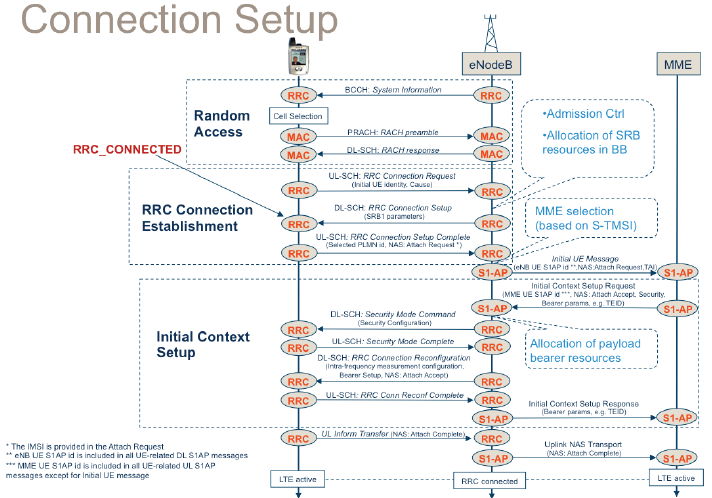 Connection Setup
eNodeB
MME
BCCH: System Information
RRC
RRC
Cell Selection
Random
Access
PRACH: RACH preamble
MAC
MAC
DL-SCH: RACH response
MAC
MAC
•Admission Ctrl
•Allocation of SRB
resources in BB
RRC_CONNECTED
UL-SCH: RRC Connection Request
(Initial UE identity, Cause)
RRC
RRC
RRC Connection
Establishment
DL-SCH: RRC Connection Setup
(SRB1 parameters)
RRC
RRC
MME selection
(based on S-TMSI)
UL-SCH: RRC Connection Setup Complete
(Selected PLMN id, NAS: Attach Request *)
RRC
RRC
Initial UE Message
(eNB UE S1AP id **,NAS:Attach Request,TAI)
S1-AP
S1-AP
Initial Context Setup Request
(MME UE S1AP id ***, NAS: Attach Accept, Security,
Bearer params, e.g. TEID)
S1-AP
S1-AP
DL-SCH: Security Mode Command
(Security Configuration)
RRC
RRC
Initial Context
Setup
UL-SCH: Security Mode Complete
RRC
RRC
Allocation of payload
bearer resources
DL-SCH: RRC Connection Reconfiguration
(Intra-frequency measurement configuration,
Bearer Setup, NAS: Attach Accept)
RRC
RRC
UL-SCH: RRC Conn Reconf Complete
RRC
RRC
Initial Context Setup Response
(Bearer params, e.g. TEID)
S1-AP
S1-AP
UL Inform Transfer (NAS: Attach Complete)
RRC
RRC
Uplink NAS Transport
(NAS: Attach Complete)
S1-AP
S1-AP
* The IMSI is provided in the Attach Request
** eNB UE S1AP id is included in all UE-related DL S1AP messages
*** MME UE S1AP id is included in all UE-related UL S1AP
messages except for Initial UE message
LTE active
RRC connected
LTE active